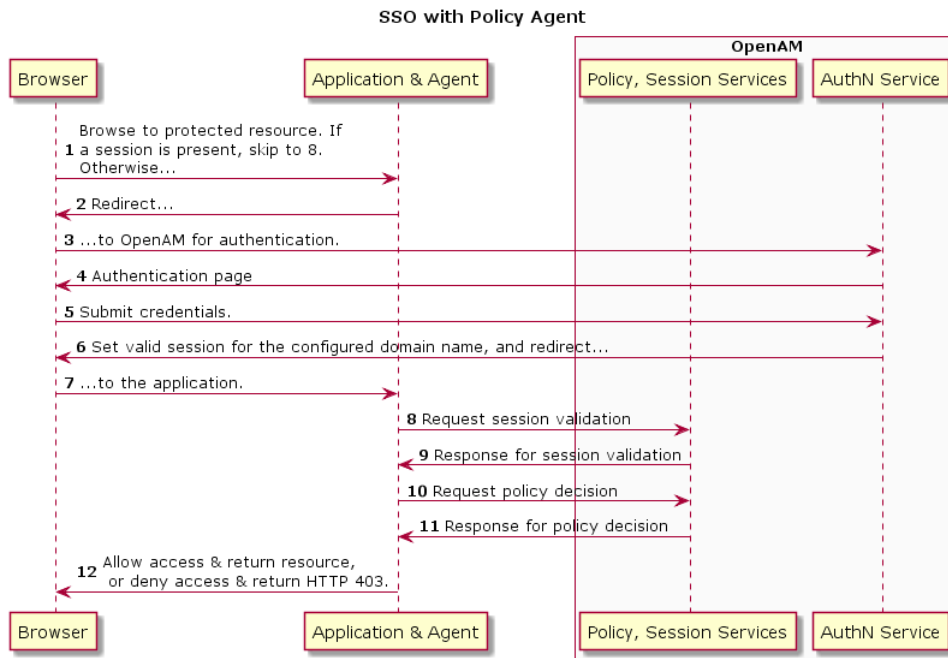 SSO with Policy Agent
OpenAM
Browser
Application & Agent
Policy, Session Services
AuthN Service
Browse to protected resource. If
1 a session is present, skip to 8.
Otherwise...
2 Redirect...
3 ...to OpenAM for authentication.
4 Authentication page
5 Submit credentials.
6 Set valid session for the configured domain name, and redirect...
7 ...to the application.
8 Request session validation
9 Response for session validation
10 Request policy decision
11 Response for policy decision
Allow access & return resource,
12 or deny access & return HTTP 403.
Browser
Application & Agent
Policy, Session Services
AuthN Service